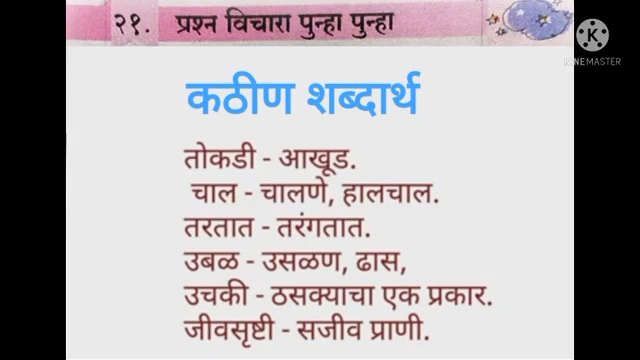 २१. प्रश्न विचारा पुन्हा पुन्हा
KINEMASTER
कठीण शब्दार्थ
तोकडी - आखूड.
चाल - चालणे, हालचाल.
तरतात - तरंगतात.
उबळ - उसळण, ढास,
उचकी - ठसक्याचा एक प्रकार.
जीवसृष्टी - सजीव प्राणी.